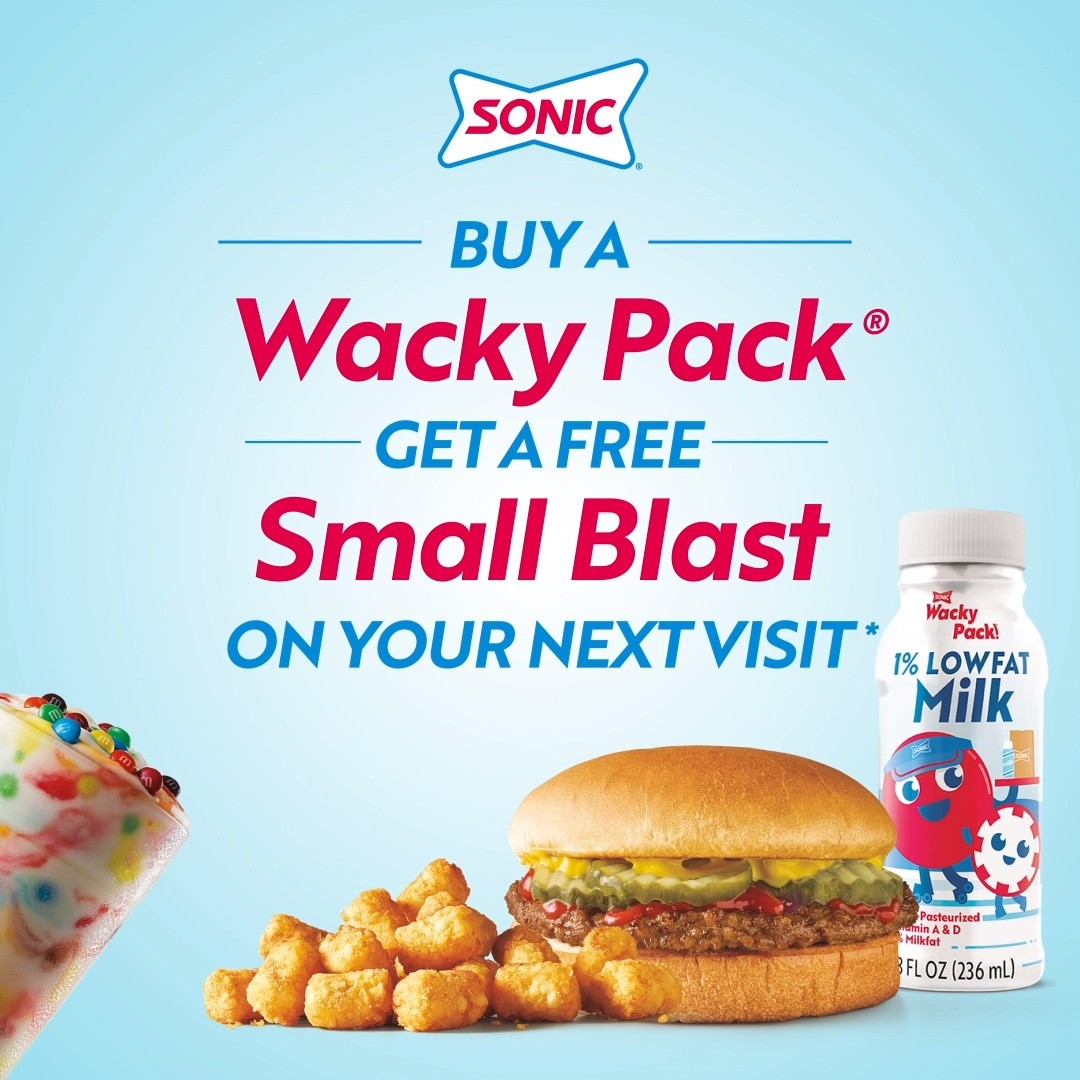 SONIC®
BUY A
Wacky Pack®
GET A FREE
Small Blast
ON YOUR NEXT VISIT*
SONIC
Wacky
Pack!
1% LOWFAT
Milk
SONIC
Pasteurized
A & D
% Milkfat
8 FL OZ (236 mL)